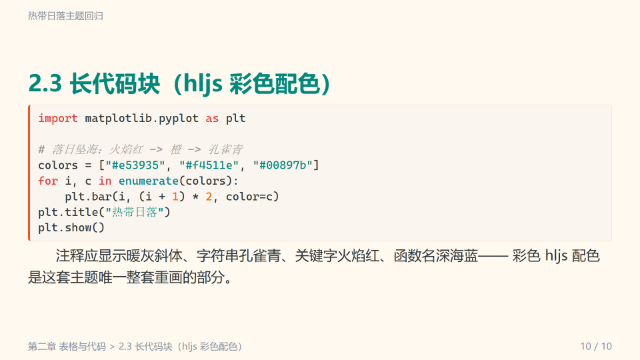 热带日落主题回归
2.3 长代码块（hljs 彩色配色）
import matplotlib.pyplot as plt
# 落日坠海：火焰红 -> 橙 -> 孔雀青
colors = ["#e53935", "#f4511e", "#00897b"]
for i, c in enumerate(colors):
    plt.bar(i, (i + 1) * 2, color=c)
plt.title("热带日落")
plt.show()
注释应显示暖灰斜体、字符串孔雀青、关键字火焰红、函数名深海蓝—— 彩色 hljs 配色
是这套主题唯一整套重画的部分。
第二章 表格与代码 > 2.3 长代码块（hljs 彩色配色）
10 / 10